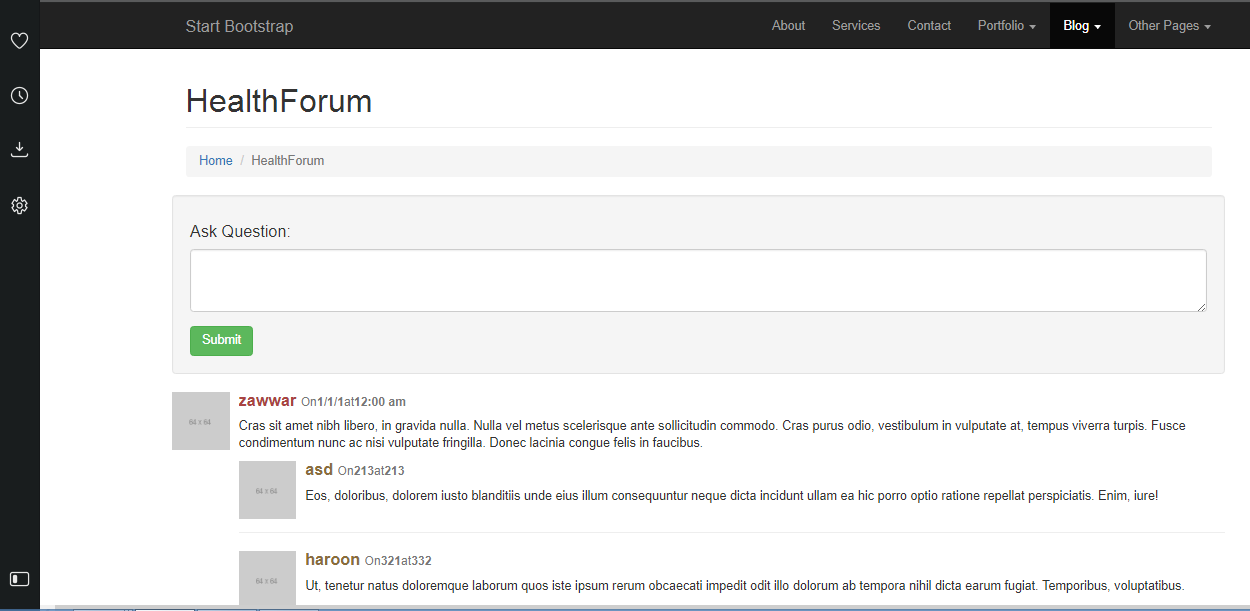 Start Bootstrap About Services Contact Portfolio Blog Other Pages
HealthForum
Home / HealthForum
Ask Question:
Submit
64 x 64
zawwar On1/1/1at12:00 am
Cras sit amet nibh libero, in gravida nulla. Nulla vel metus scelerisque ante sollicitudin commodo. Cras purus odio, vestibulum in vulputate at, tempus viverra turpis. Fusce
condimentum nunc ac nisi vulputate fringilla. Donec lacinia congue felis in faucibus.
64 x 64
asd On213at213
Eos, doloribus, dolorem iusto blanditiis unde eius illum consequuntur neque dicta incidunt ullam ea hic porro optio ratione repellat perspiciatis. Enim, iure!
64 x 64
haroon On321at332
Ut, tenetur natus doloremque laborum quos iste ipsum rerum obcaecati impedit odit illo dolorum ab tempora nihil dicta earum fugiat. Temporibus, voluptatibus.